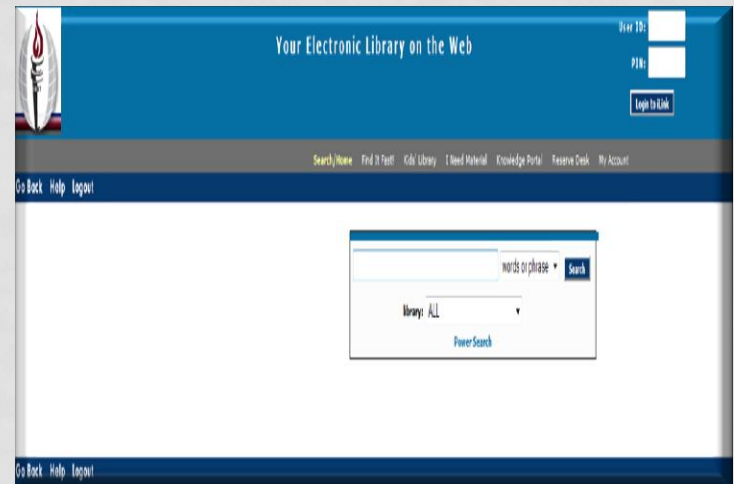 User ID:
Your Electronic Library on the Web
PIN:
Login to iLink
Search/Home Find It Fast! Kids' Library I Need Material Knowledge Portal Reserve Desk My Account
Go Back Help Logout
words or phrase Search
library: ALL
Power Search
Go Back Help Logout